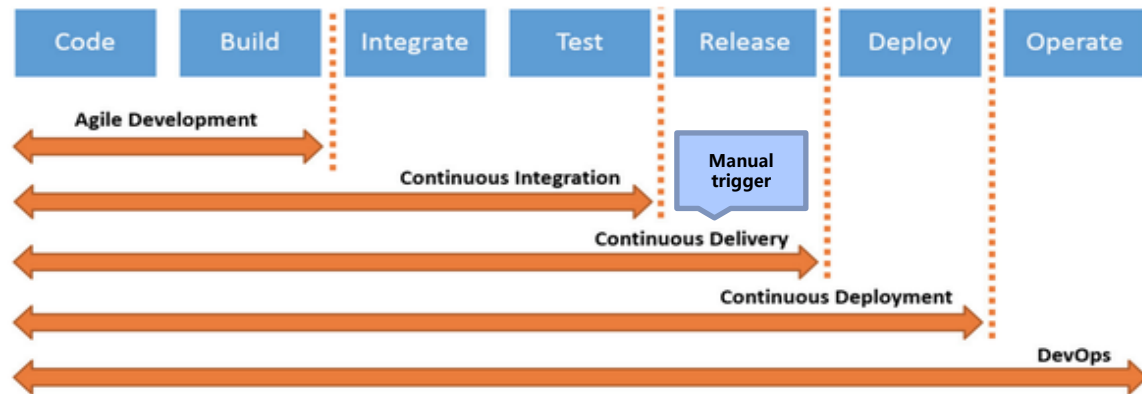 Code Build Integrate Test Release Deploy Operate
Agile Development
Manual
trigger
Continuous Integration
Continuous Delivery
Continuous Deployment
DevOps